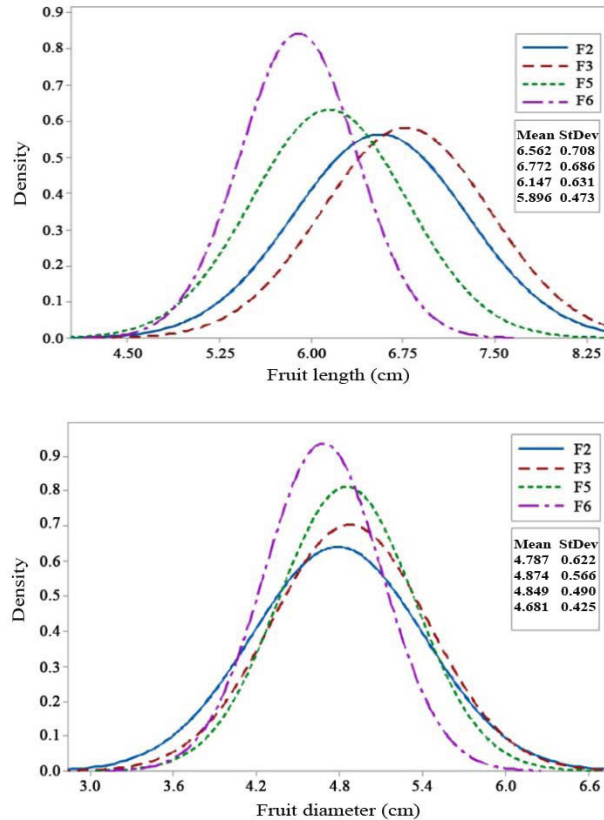 0.9
0.8
0.7
0.6
0.5
0.4
0.3
0.2
0.1
0.0
Density
F2
F3
F5
F6
Mean StDev
6.562 0.708
6.772 0.686
6.147 0.631
5.896 0.473
4.50 5.25 6.00 6.75 7.50 8.25
Fruit length (cm)
0.9
0.8
0.7
0.6
0.5
0.4
0.3
0.2
0.1
0.0
Density
F2
F3
F5
F6
Mean StDev
4.787 0.622
4.874 0.566
4.849 0.490
4.681 0.425
3.0 3.6 4.2 4.8 5.4 6.0 6.6
Fruit diameter (cm)